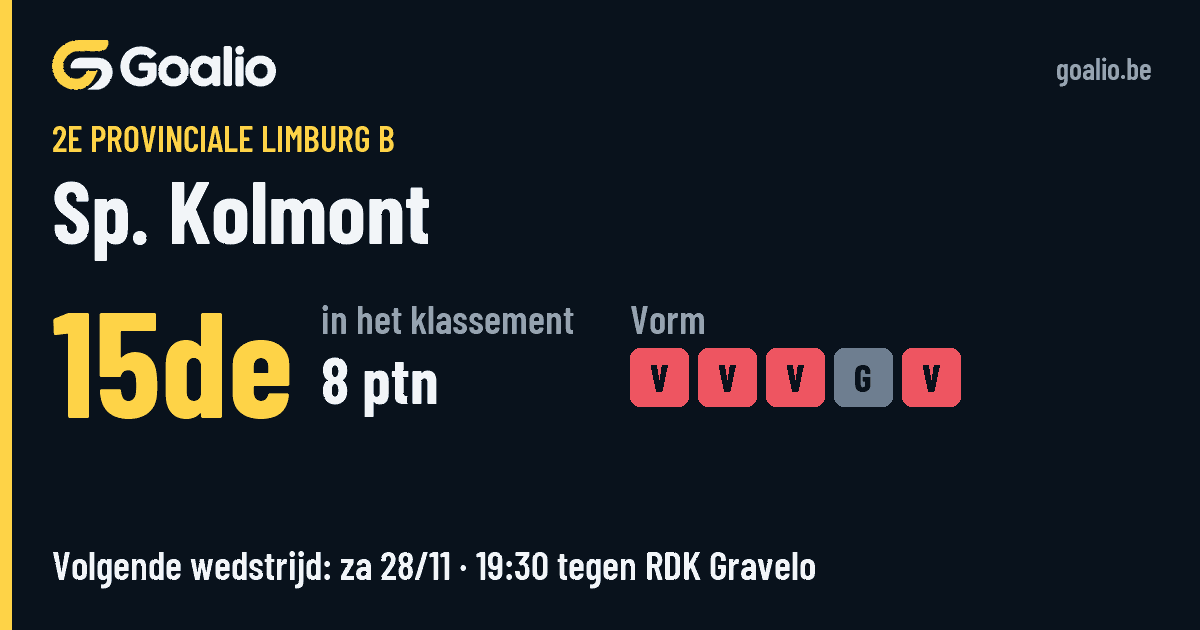 Goalio
goalio.be
2E PROVINCIALE LIMBURG B
Sp. Kolmont
15de
in het klassement
8 ptn
Vorm
V V V G V
Volgende wedstrijd: za 28/11 · 19:30 tegen RDK Gravelo